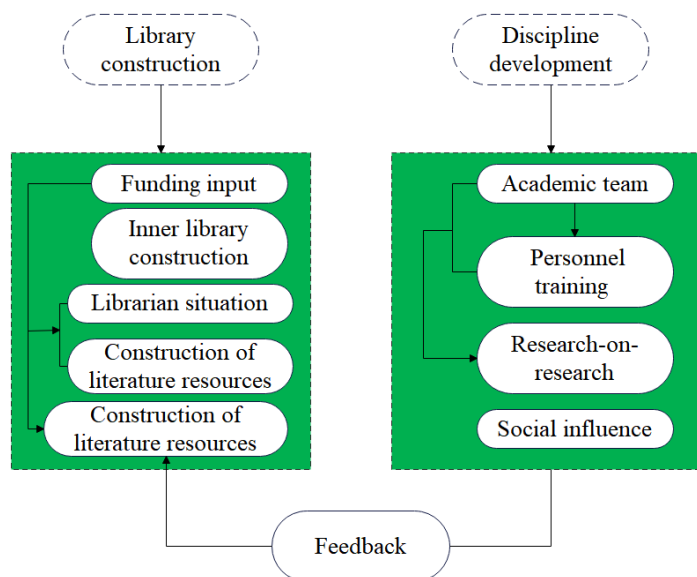 Library
construction
Discipline
development
Funding input
Inner library
construction
Librarian situation
Construction of
literature resources
Construction of
literature resources
Academic team
Personnel
training
Research-on-
research
Social influence
Feedback